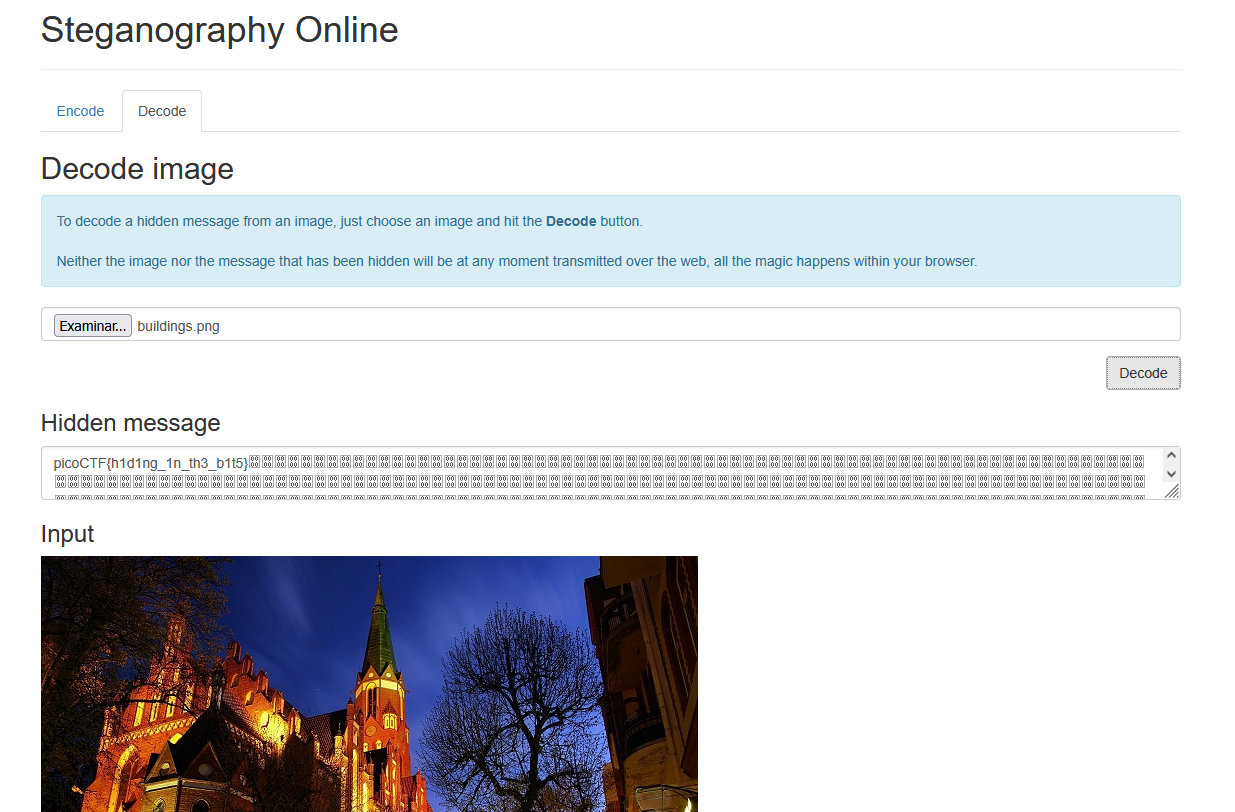 Steganography Online
Encode
Decode
Decode image
To decode a hidden message from an image, just choose an image and hit the Decode button.
Neither the image nor the message that has been hidden will be at any moment transmitted over the web, all the magic happens within your browser.
Examinar... buildings.png
Decode
Hidden message
picoCTF{h1d1ng_1n_th3_b1t5}
Input